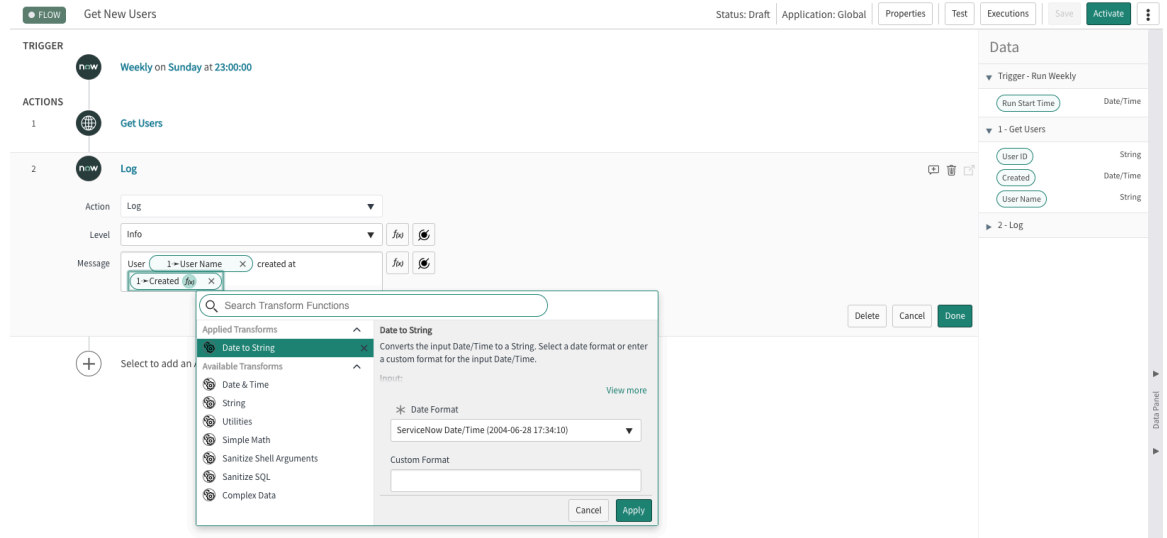 FLOW Get New Users Status: Draft Application: Global Properties Test Executions Save Activate
TRIGGER
now Weekly on Sunday at 23:00:00
ACTIONS
1 Get Users
2 now Log
Action Log
Level Info f(x)
Message User 1➛User Name × created at f(x)
1➛Created f(x) ×
Search Transform Functions
Applied Transforms
Date to String ×
Available Transforms
Date & Time
String
Utilities
Simple Math
Sanitize Shell Arguments
Sanitize SQL
Complex Data
Date to String
Converts the input Date/Time to a String. Select a date format or enter
a custom format for the input Date/Time.
Input:
View more
Date Format
ServiceNow Date/Time (2004-06-28 17:34:10)
Custom Format
Cancel Apply
Delete Cancel Done
Select to add an
Data
Trigger - Run Weekly
Run Start Time Date/Time
1 - Get Users
User ID String
Created Date/Time
User Name String
2 - Log
Data Panel